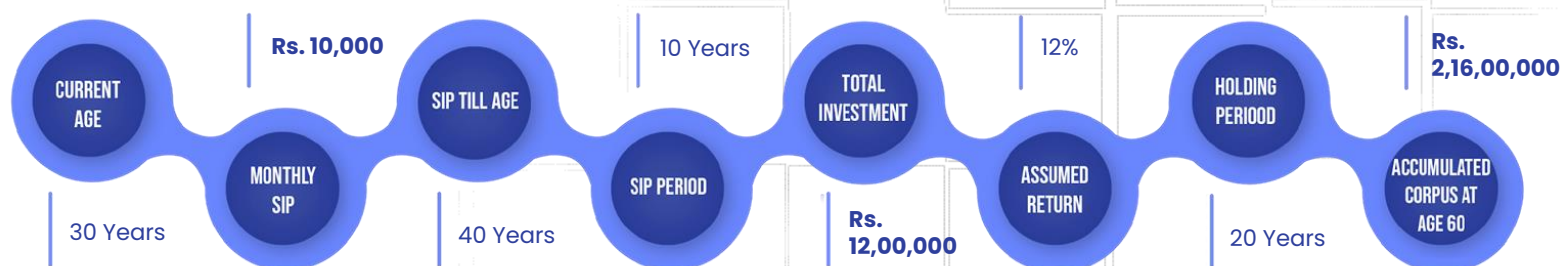 CURRENT
AGE
30 Years
Rs. 10,000
MONTHLY
SIP
SIP TILL AGE
40 Years
10 Years
SIP PERIOD
TOTAL
INVESTMENT
Rs.
12,00,000
12%
ASSUMED
RETURN
HOLDING
PERIOOD
20 Years
Rs.
2,16,00,000
ACCUMULATED
CORPUS AT
AGE 60